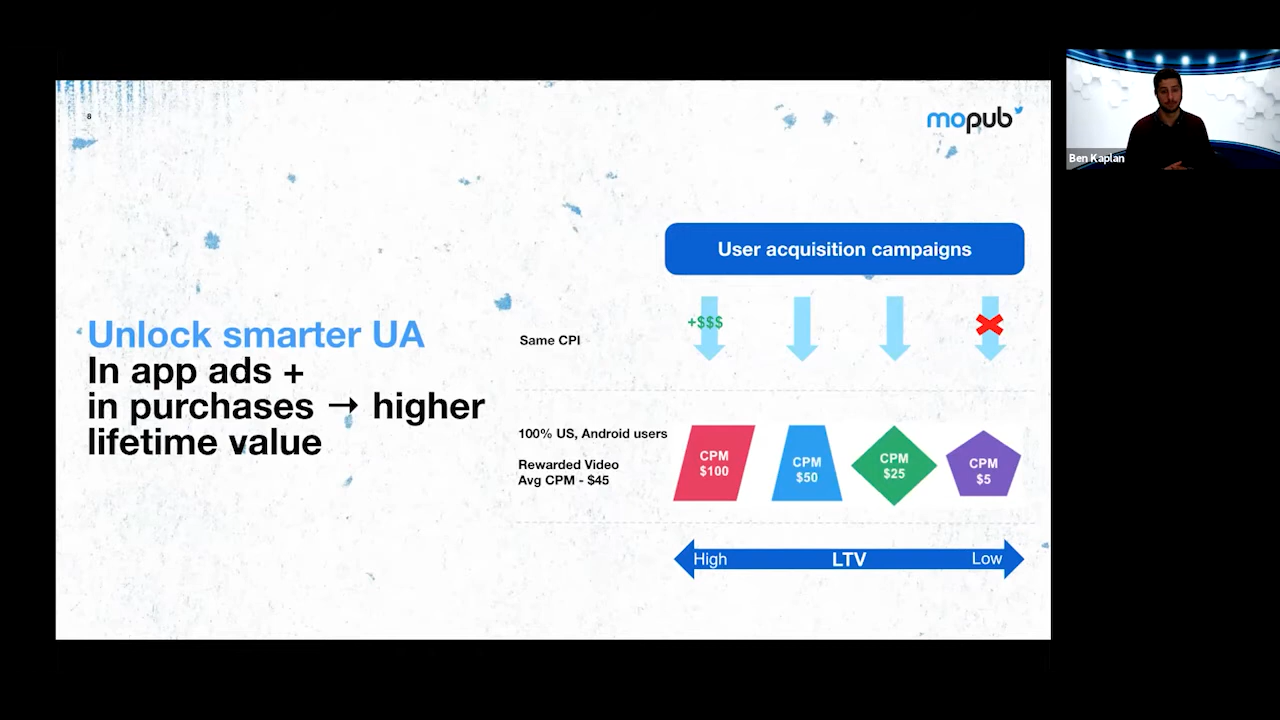 8
mopub
Ben Kaplan
User acquisition campaigns
+$$$
Same CPI
Unlock smarter UA
In app ads +
in purchases → higher
lifetime value
100% US, Android users
Rewarded Video
Avg CPM - $45
CPM
$100
CPM
$50
CPM
$25
CPM
$5
High
LTV
Low